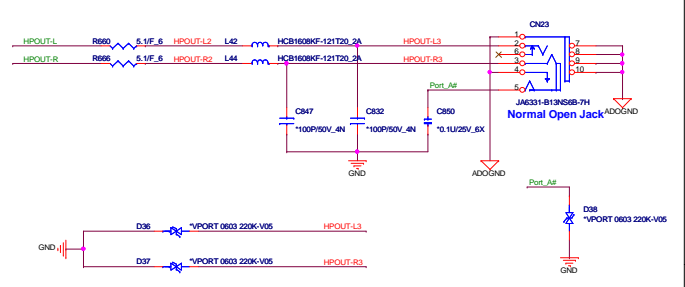 CN23
HPOUT-L R660 5.1/F_6 HPOUT-L2 L42 HCB1608KF-121T20_2A HPOUT-L3
HPOUT-R R666 5.1/F_6 HPOUT-R2 L44 HCB1608KF-121T20_2A HPOUT-R3
1
2
6
3
4
5
7
8
9
10
Port_A#
JA6331-B13NS6B-7H
Normal Open Jack
ADOGND
C847
*100P/50V_4N
C832
*100P/50V_4N
C850
*0.1U/25V_6X
GND
ADOGND
Port_A#
D38
*VPORT 0603 220K-V05
GND
D36 *VPORT 0603 220K-V05 HPOUT-L3
GND
D37 *VPORT 0603 220K-V05 HPOUT-R3